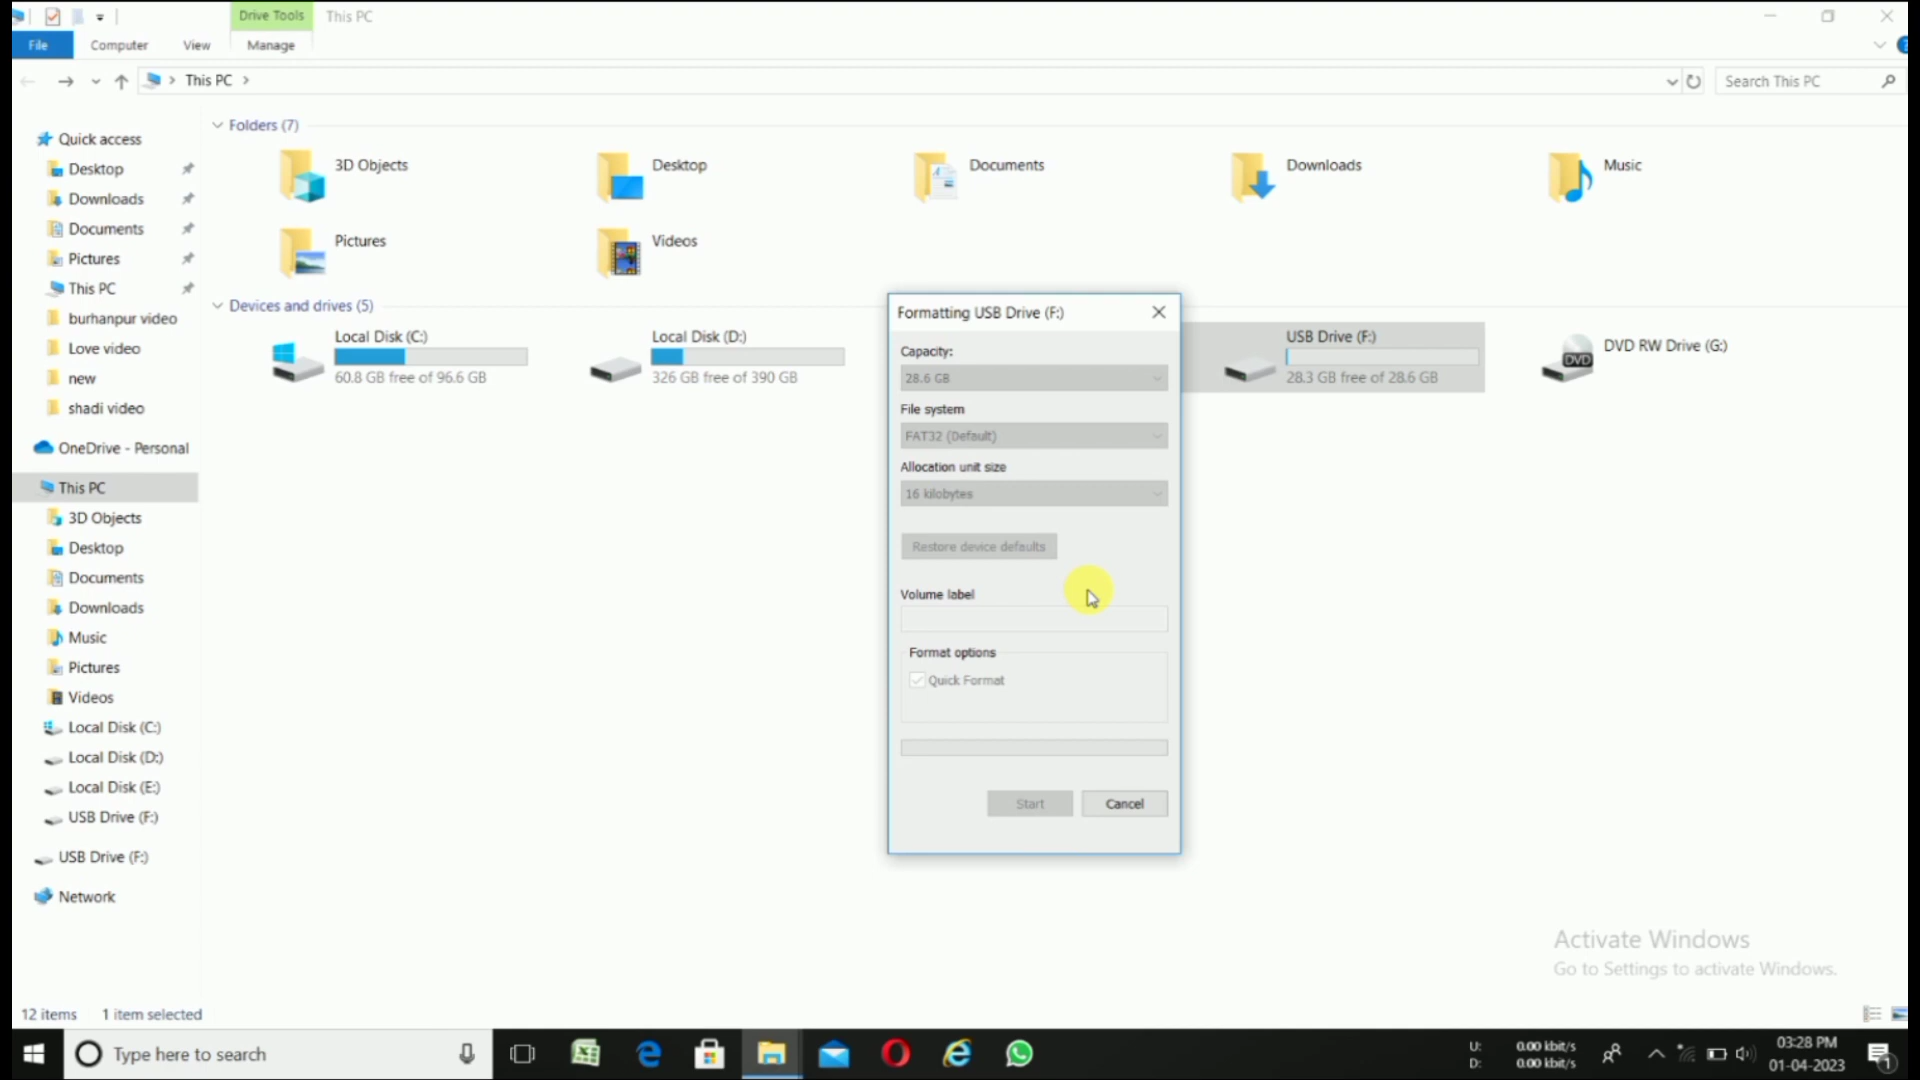 Drive Tools
This PC
File
Computer
View
Manage
This PC
Search This PC
Quick access
Desktop
Downloads
Documents
Pictures
This PC
burhanpur video
Love video
new
shadi video
OneDrive - Personal
This PC
3D Objects
Desktop
Documents
Downloads
Music
Pictures
Videos
Local Disk (C:)
Local Disk (D:)
Local Disk (E:)
USB Drive (F:)
USB Drive (F:)
Network
Folders (7)
3D Objects
Desktop
Documents
Downloads
Music
Pictures
Videos
Devices and drives (5)
Local Disk (C:)
60.8 GB free of 96.6 GB
Local Disk (D:)
326 GB free of 390 GB
USB Drive (F:)
28.3 GB free of 28.6 GB
DVD
DVD RW Drive (G:)
Formatting USB Drive (F:)
Capacity:
28.6 GB
File system
FAT32 (Default)
Allocation unit size
16 kilobytes
Restore device defaults
Volume label
Format options
Quick Format
Start
Cancel
Activate Windows
Go to Settings to activate Windows.
12 items
1 item selected
Type here to search
U: 0.00 kbit/s
D: 0.00 kbit/s
03:28 PM
01-04-2023
1